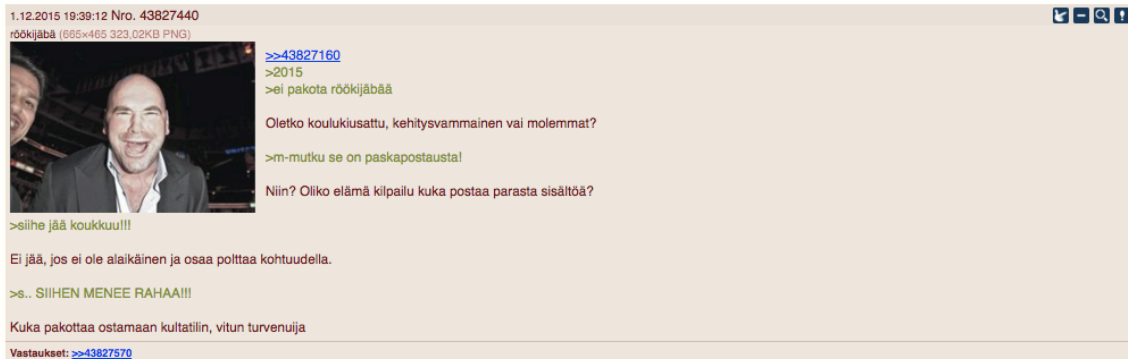 1.12.2015 19:39:12 Nro. 43827440
röökijäbä (665×465 323,02KB PNG)
>>43827160
>2015
>ei pakota röökijäbää
Oletko koulukiusattu, kehitysvammainen vai molemmat?
>m-mutku se on paskapostausta!
Niin? Oliko elämä kilpailu kuka postaa parasta sisältöä?
>siihe jää koukkuu!!!
Ei jää, jos ei ole alaikäinen ja osaa polttaa kohtuudella.
>s.. SIIHEN MENEE RAHAA!!!
Kuka pakottaa ostamaan kultatilin, vitun turvenuija
Vastaukset: >>43827570